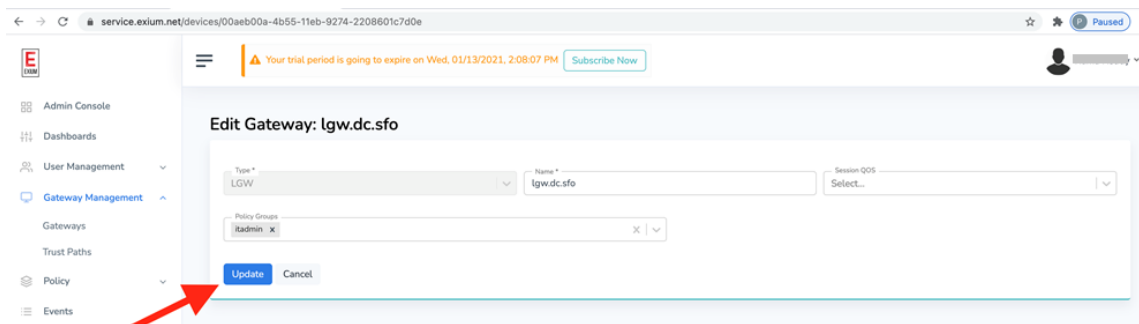 service.exium.net/devices/00aeb00a-4b55-11eb-9274-2208601c7d0e
P Paused
E
EXIUM
Your trial period is going to expire on Wed, 01/13/2021, 2:08:07 PM Subscribe Now
Admin Console
Dashboards
User Management
Gateway Management
Gateways
Trust Paths
Policy
Events
Edit Gateway: lgw.dc.sfo
Type *
LGW
Name *
lgw.dc.sfo
Session QOS
Select...
Policy Groups
itadmin x
Update Cancel